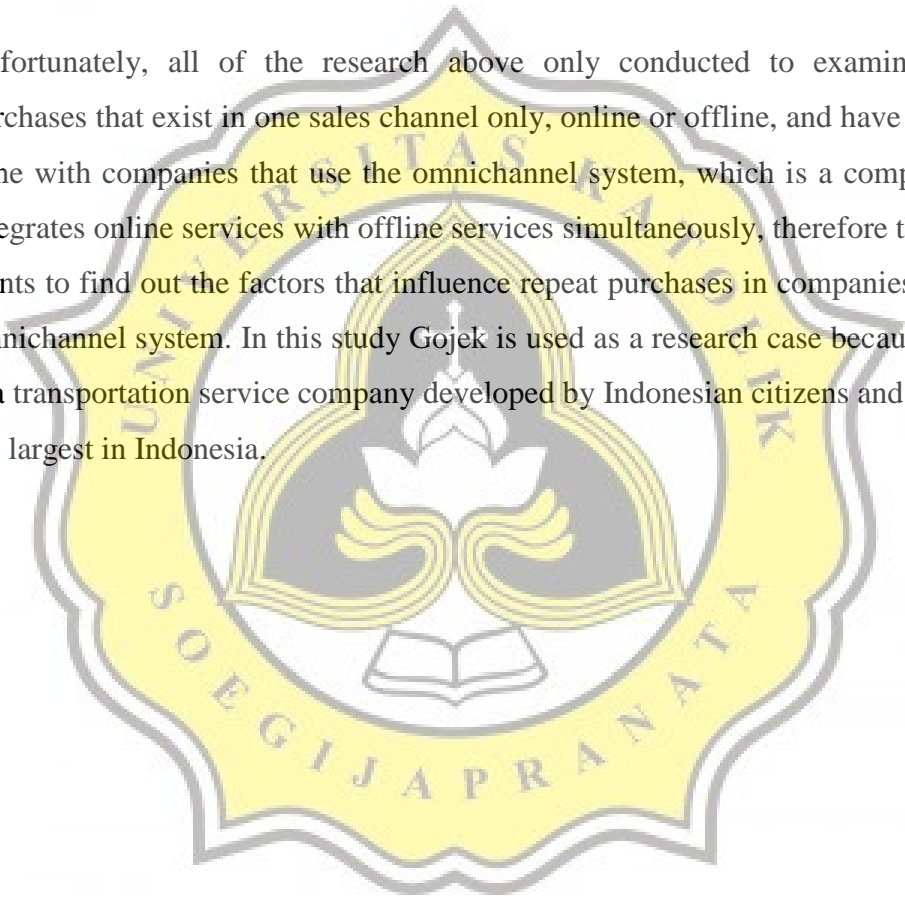 fortunately, all of the research above only conducted to examin
rchases that exist in one sales channel only, online or offline, and have
ne with companies that use the omnichannel system, which is a comp
egrates online services with offline services simultaneously, therefore t
nts to find out the factors that influence repeat purchases in companies
nichannel system. In this study Gojek is used as a research case becau
a transportation service company developed by Indonesian citizens and
largest in Indonesia.
UNIVERSITAS KATOLIK
SOEGIJAPRANATA